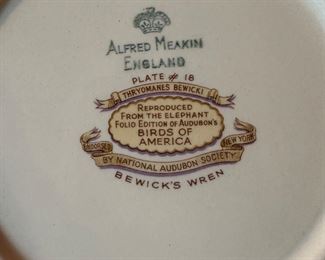 ALFRED MEAKIN
ENGLAND
PLATE # 18
THRYOMANES BEWICKI
REPRODUCED
FROM THE ELEPHANT
FOLIO EDITION OF AUDUBON'S
BIRDS OF
AMERICA
ENDORSED
BY NATIONAL AUDUBON SOCIETY
NEW YORK
BEWICK'S WREN